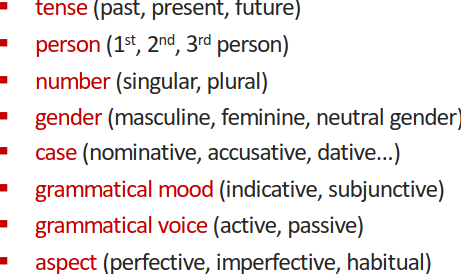 ▪ tense (past, present, future)
▪ person (1st, 2nd, 3rd person)
▪ number (singular, plural)
▪ gender (masculine, feminine, neutral gender)
▪ case (nominative, accusative, dative...)
▪ grammatical mood (indicative, subjunctive)
▪ grammatical voice (active, passive)
▪ aspect (perfective, imperfective, habitual)